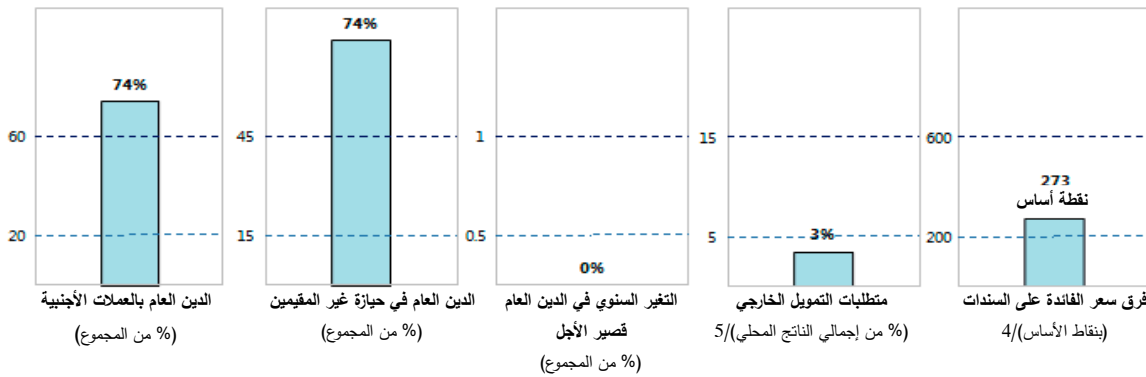 74%
60
20
الدين العام بالعملات الأجنبية
(% من المجموع)
74%
45
15
الدين العام في حيازة غير المقيمين
(% من المجموع)
1
0.5
0%
التغير السنوي في الدين العام
قصير الأجل
(% من المجموع)
15
5
3%
متطلبات التمويل الخارجي
(% من إجمالي الناتج المحلي)/5
600
200
273
نقطة أساس
فرق سعر الفائدة على السندات
(بنقاط الأساس)/4